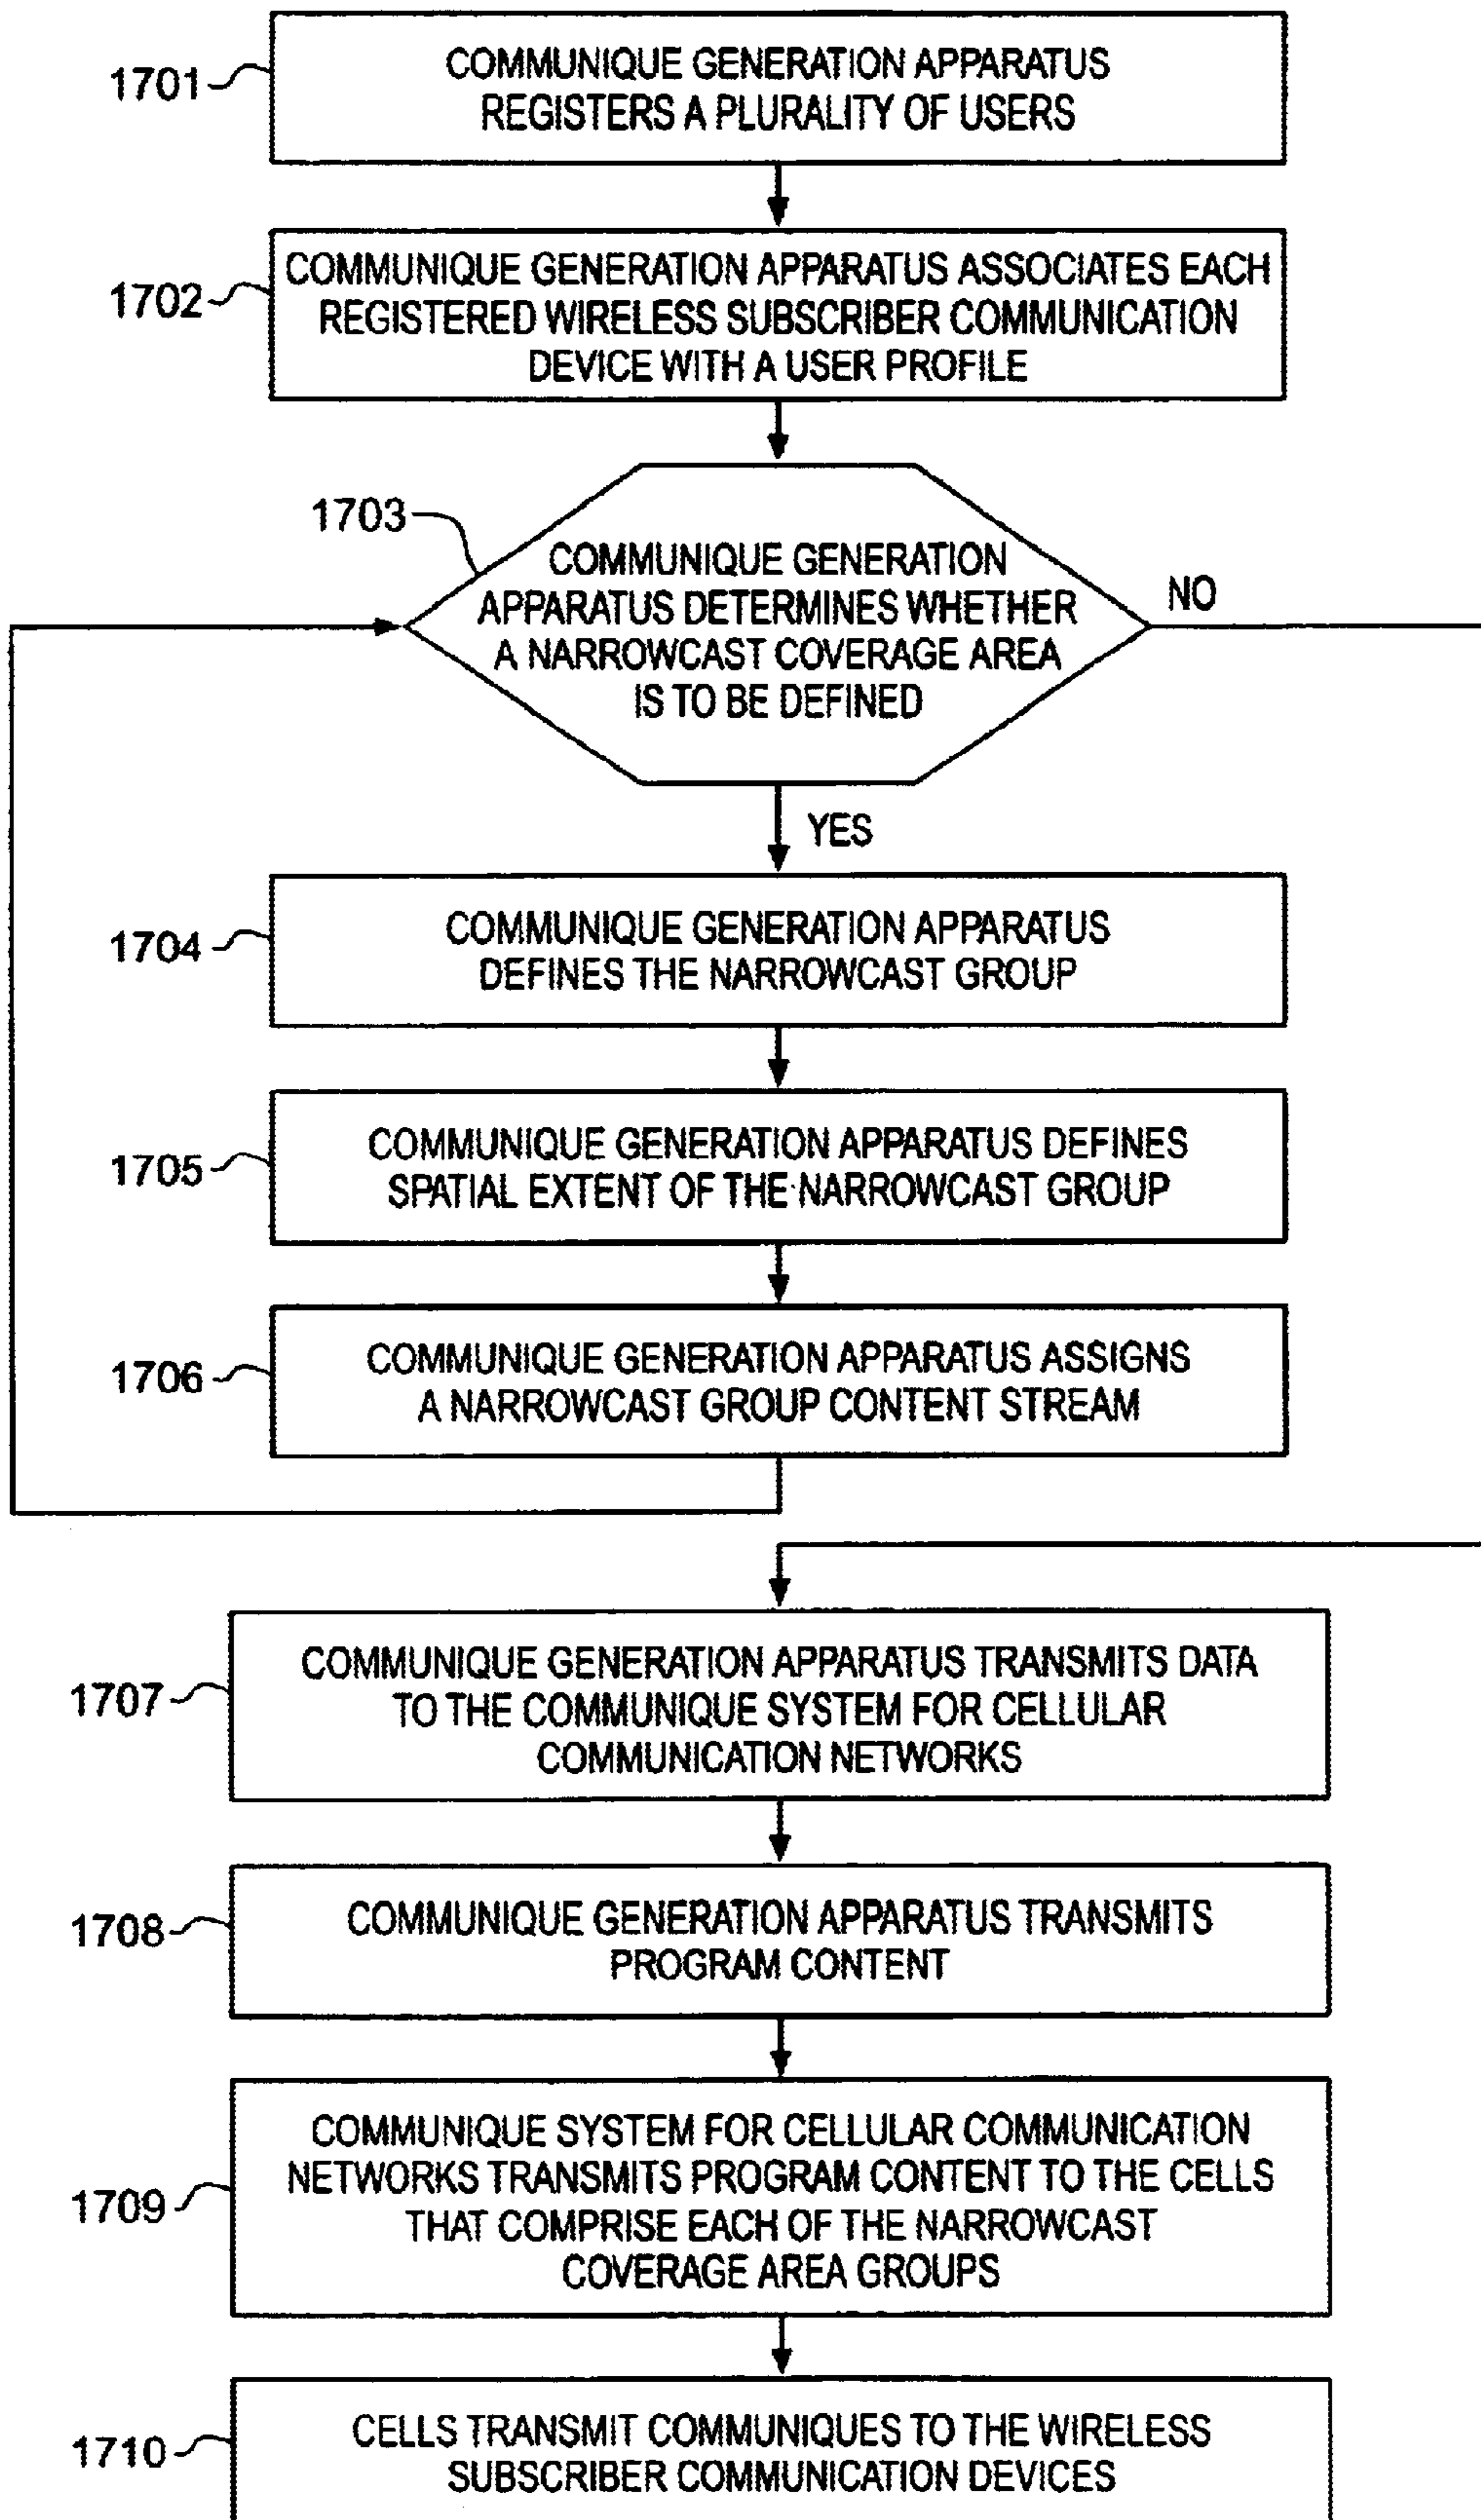 1701
COMMUNIQUE GENERATION APPARATUS
REGISTERS A PLURALITY OF USERS
1702
COMMUNIQUE GENERATION APPARATUS ASSOCIATES EACH
REGISTERED WIRELESS SUBSCRIBER COMMUNICATION
DEVICE WITH A USER PROFILE
1703
COMMUNIQUE GENERATION
APPARATUS DETERMINES WHETHER
A NARROWCAST COVERAGE AREA
IS TO BE DEFINED
NO
YES
1704
COMMUNIQUE GENERATION APPARATUS
DEFINES THE NARROWCAST GROUP
1705
COMMUNIQUE GENERATION APPARATUS DEFINES
SPATIAL EXTENT OF THE NARROWCAST GROUP
1706
COMMUNIQUE GENERATION APPARATUS ASSIGNS
A NARROWCAST GROUP CONTENT STREAM
1707
COMMUNIQUE GENERATION APPARATUS TRANSMITS DATA
TO THE COMMUNIQUE SYSTEM FOR CELLULAR
COMMUNICATION NETWORKS
1708
COMMUNIQUE GENERATION APPARATUS TRANSMITS
PROGRAM CONTENT
1709
COMMUNIQUE SYSTEM FOR CELLULAR COMMUNICATION
NETWORKS TRANSMITS PROGRAM CONTENT TO THE CELLS
THAT COMPRISE EACH OF THE NARROWCAST
COVERAGE AREA GROUPS
1710
CELLS TRANSMIT COMMUNIQUES TO THE WIRELESS
SUBSCRIBER COMMUNICATION DEVICES